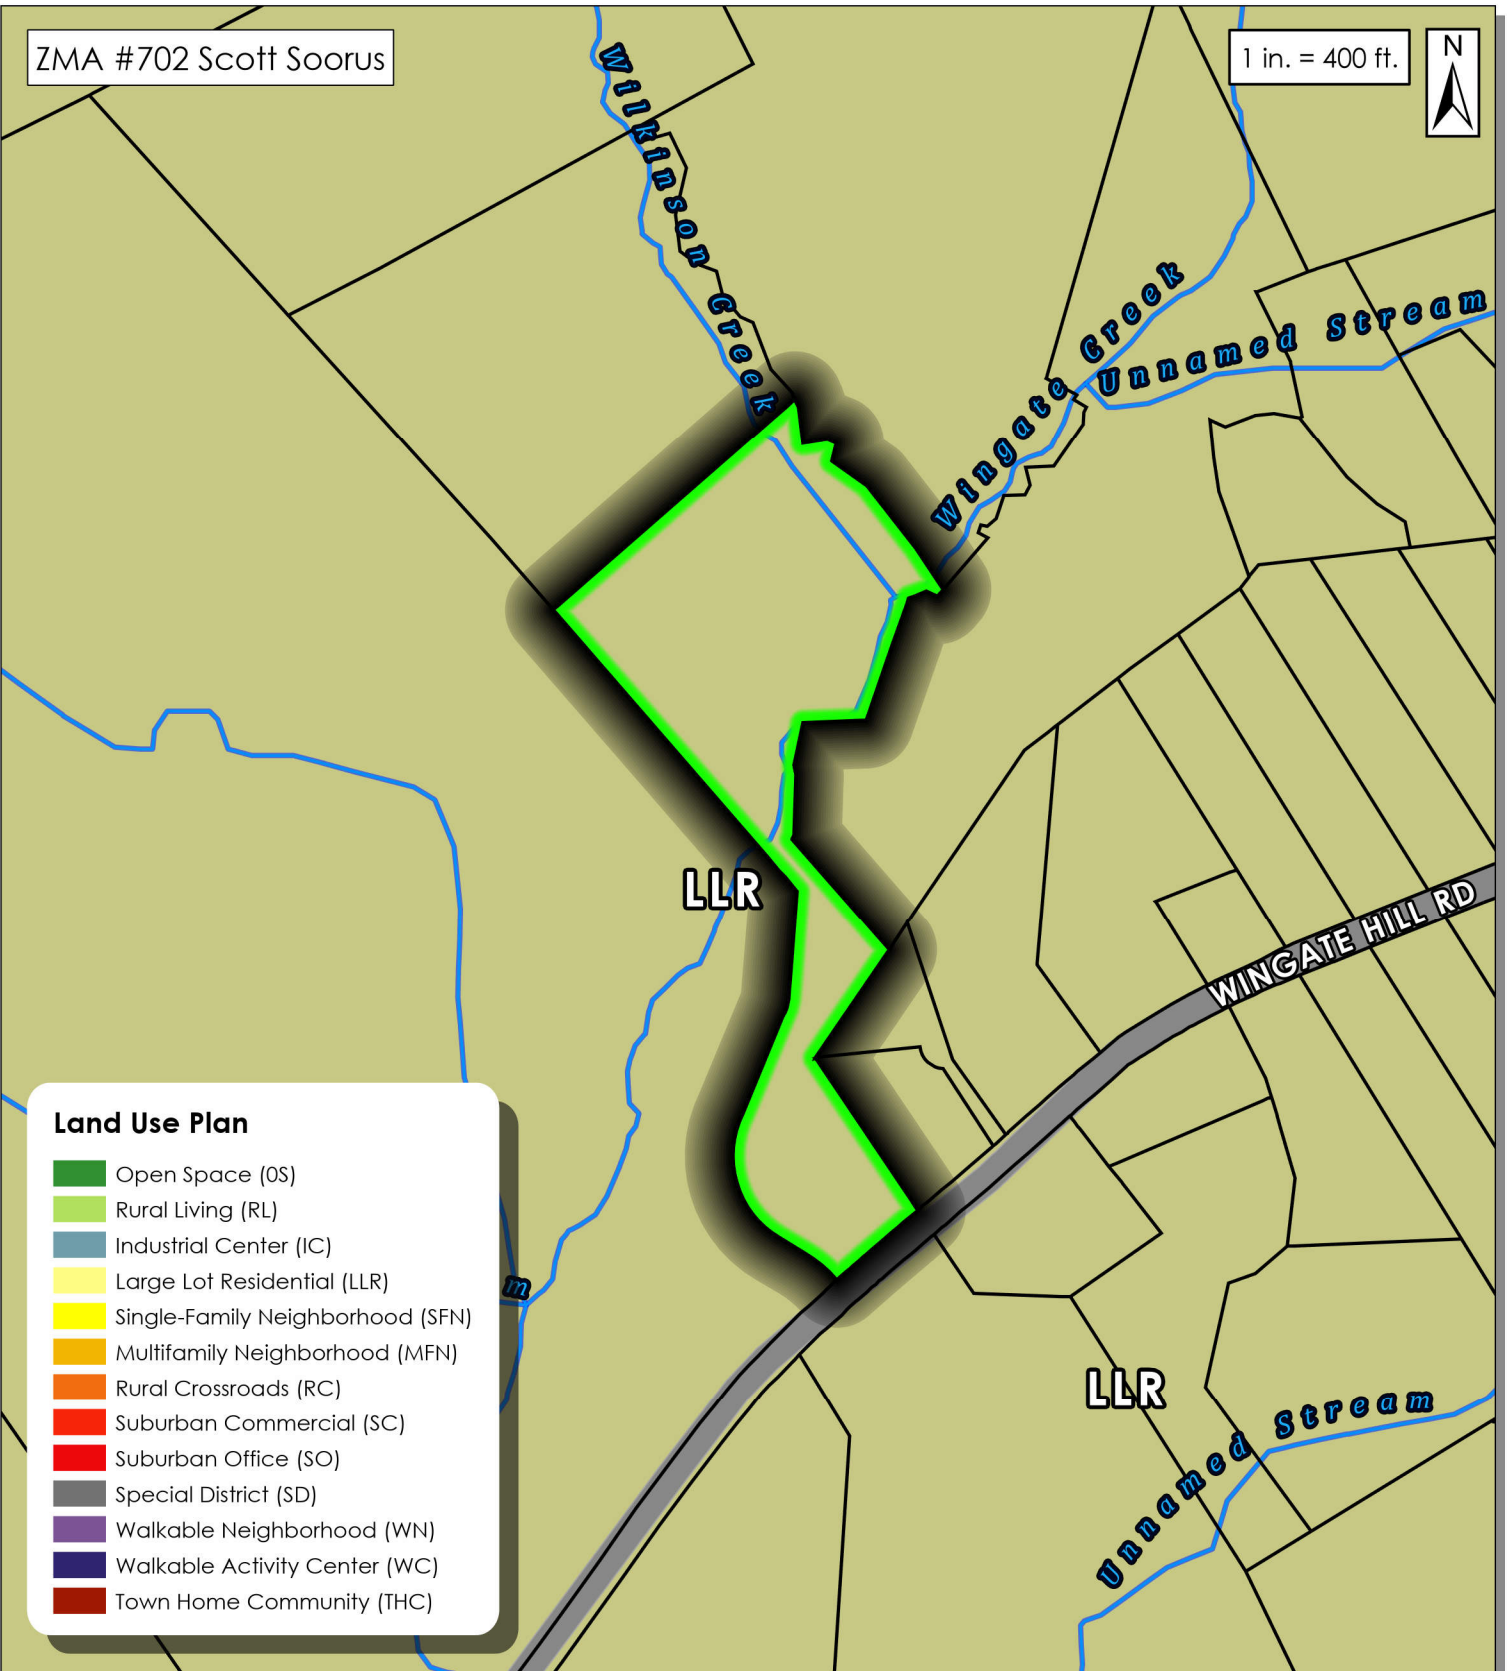 ZMA #702 Scott Soorus
1 in. = 400 ft.
N
Wilkinson Creek
Wingate Creek
Unnamed Stream
LLR
WINGATE HILL RD
LLR
Unnamed Stream
m
Land Use Plan
Open Space (0S)
Rural Living (RL)
Industrial Center (IC)
Large Lot Residential (LLR)
Single-Family Neighborhood (SFN)
Multifamily Neighborhood (MFN)
Rural Crossroads (RC)
Suburban Commercial (SC)
Suburban Office (SO)
Special District (SD)
Walkable Neighborhood (WN)
Walkable Activity Center (WC)
Town Home Community (THC)